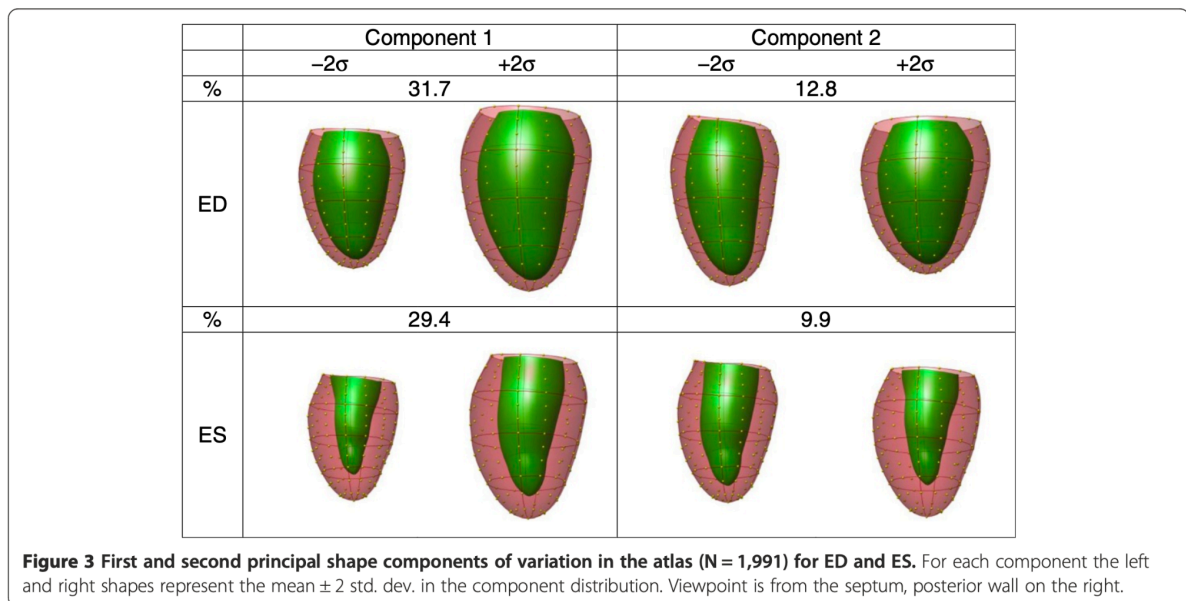 Component 1 Component 2
−2σ +2σ −2σ +2σ
% 31.7 12.8
ED
% 29.4 9.9
ES
Figure 3 First and second principal shape components of variation in the atlas (N = 1,991) for ED and ES. For each component the left
and right shapes represent the mean ± 2 std. dev. in the component distribution. Viewpoint is from the septum, posterior wall on the right.